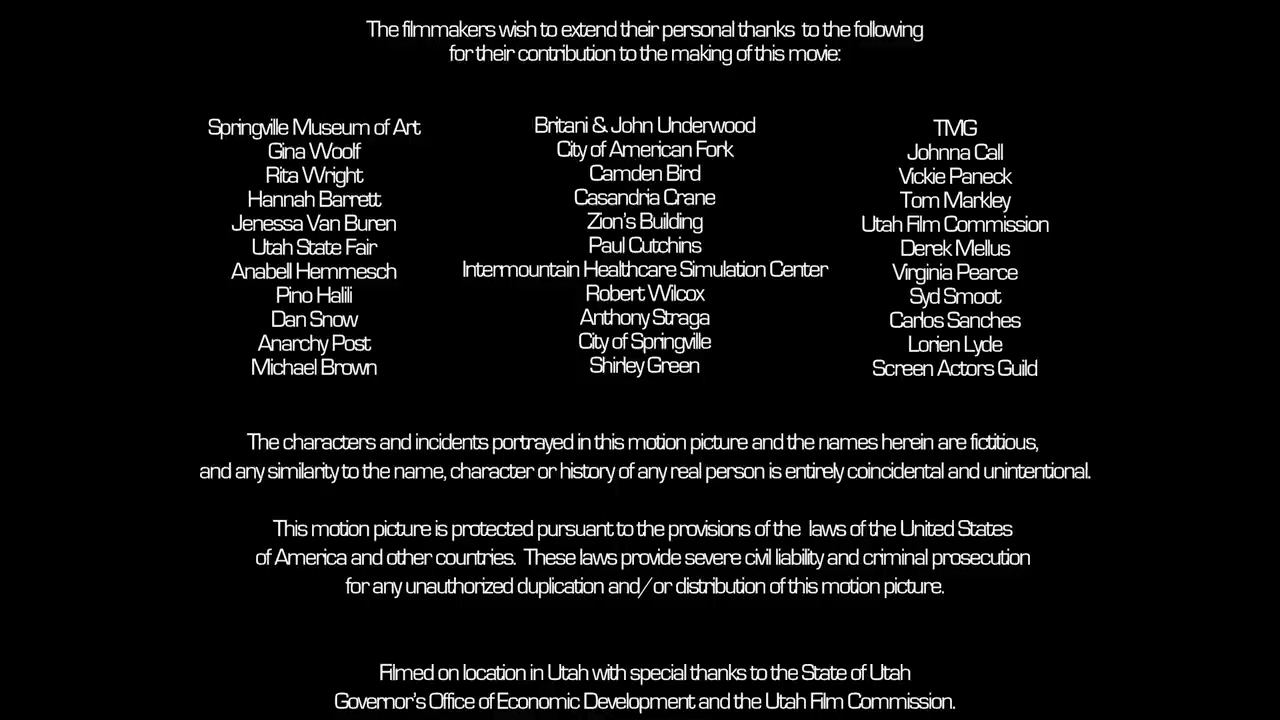 The filmmakers wish to extend their personal thanks to the following
for their contribution to the making of this movie:
Springville Museum of Art
Gina Woolf
Rita Wright
Hannah Barrett
Jenessa Van Buren
Utah State Fair
Anabell Hemmesch
Pino Halili
Dan Snow
Anarchy Post
Michael Brown
Britani & John Underwood
City of American Fork
Camden Bird
Casandria Crane
Zion's Building
Paul Cutchins
Intermountain Healthcare Simulation Center
Robert Wilcox
Anthony Straga
City of Springville
Shirley Green
TMG
Johnna Call
Vickie Paneck
Tom Markley
Utah Film Commission
Derek Mellus
Virginia Pearce
Syd Smoot
Carlos Sanches
Lorien Lyde
Screen Actors Guild
The characters and incidents portrayed in this motion picture and the names herein are fictitious,
and any similarity to the name, character or history of any real person is entirely coincidental and unintentional.
This motion picture is protected pursuant to the provisions of the laws of the United States
of America and other countries. These laws provide severe civil liability and criminal prosecution
for any unauthorized duplication and/or distribution of this motion picture.
Filmed on location in Utah with special thanks to the State of Utah
Governor's Office of Economic Development and the Utah Film Commission.